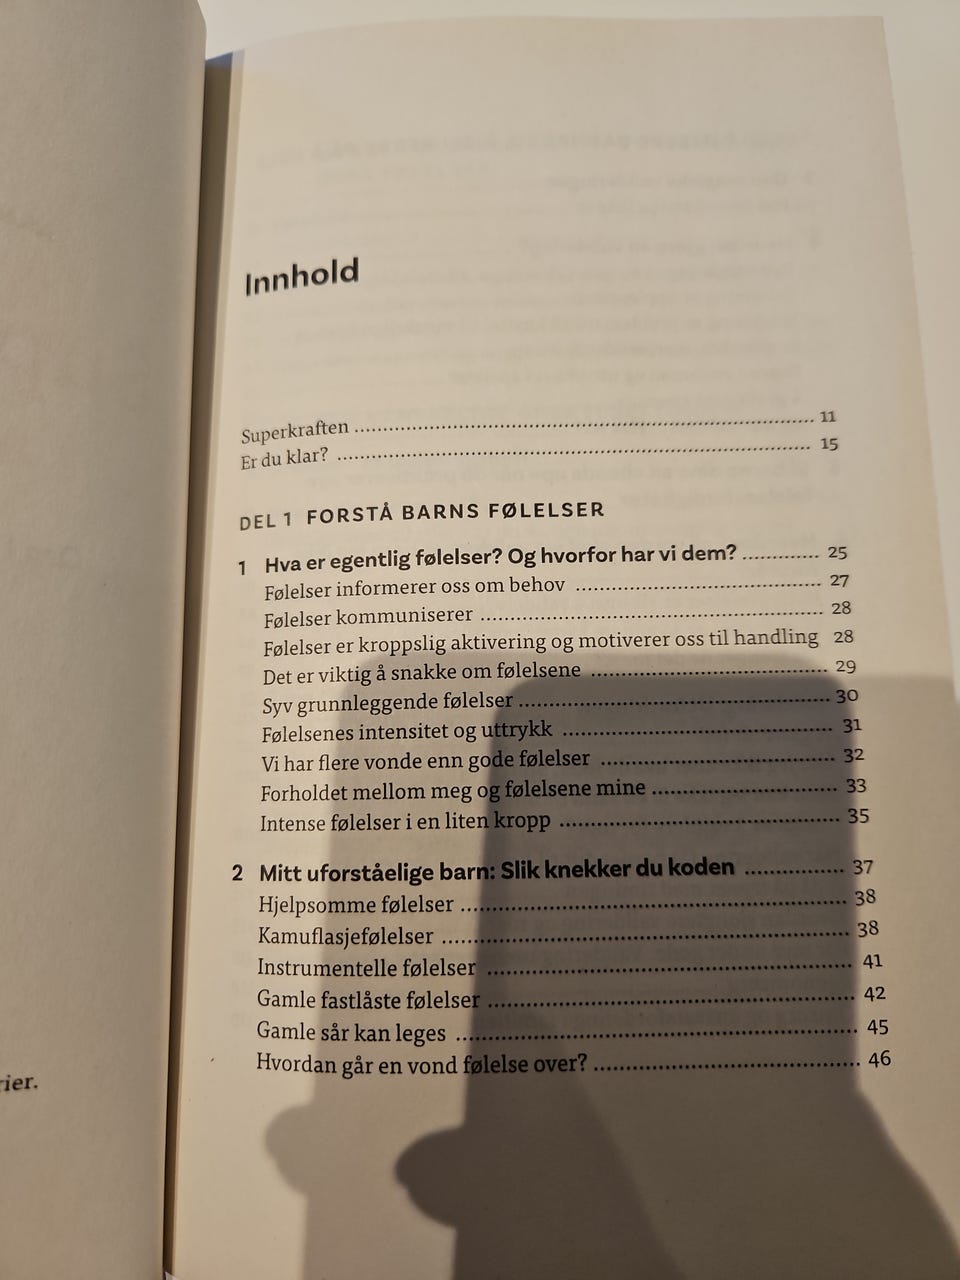 rier.
Innhold
Superkraften ........ 11
Er du klar? ........ 15
DEL 1 FORSTÅ BARNS FØLELSER
1 Hva er egentlig følelser? Og hvorfor har vi dem? ........ 25
Følelser informerer oss om behov ........ 27
Følelser kommuniserer ........ 28
Følelser er kroppslig aktivering og motiverer oss til handling 28
Det er viktig å snakke om følelsene ........ 29
Syv grunnleggende følelser ........ 30
Følelsenes intensitet og uttrykk ........ 31
Vi har flere vonde enn gode følelser ........ 32
Forholdet mellom meg og følelsene mine ........ 33
Intense følelser i en liten kropp ........ 35
2 Mitt uforståelige barn: Slik knekker du koden ........ 37
Hjelpsomme følelser ........ 38
Kamuflasjefølelser ........ 38
Instrumentelle følelser ........ 41
Gamle fastlåste følelser ........ 42
Gamle sår kan leges ........ 45
Hvordan går en vond følelse over? ........ 46